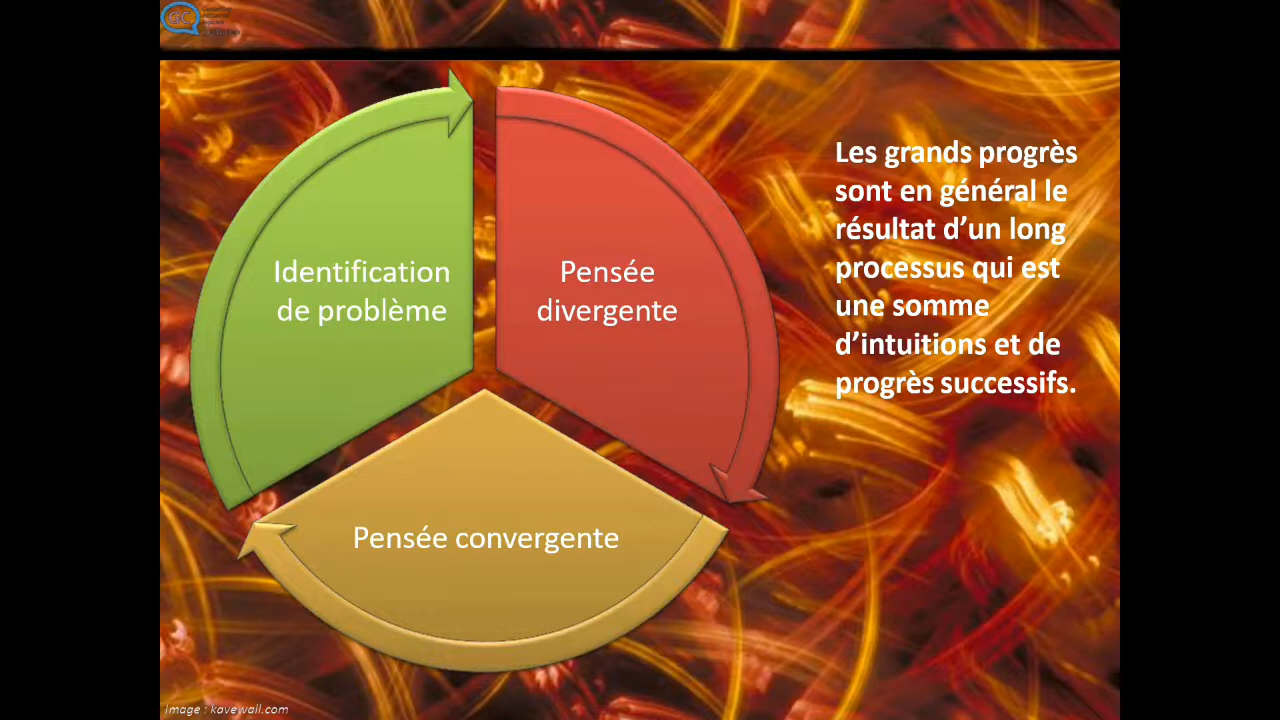 GC
Identification
de problème
Pensée
divergente
Pensée convergente
Les grands progrès
sont en général le
résultat d’un long
processus qui est
une somme
d’intuitions et de
progrès successifs.
Image : kavewall.com